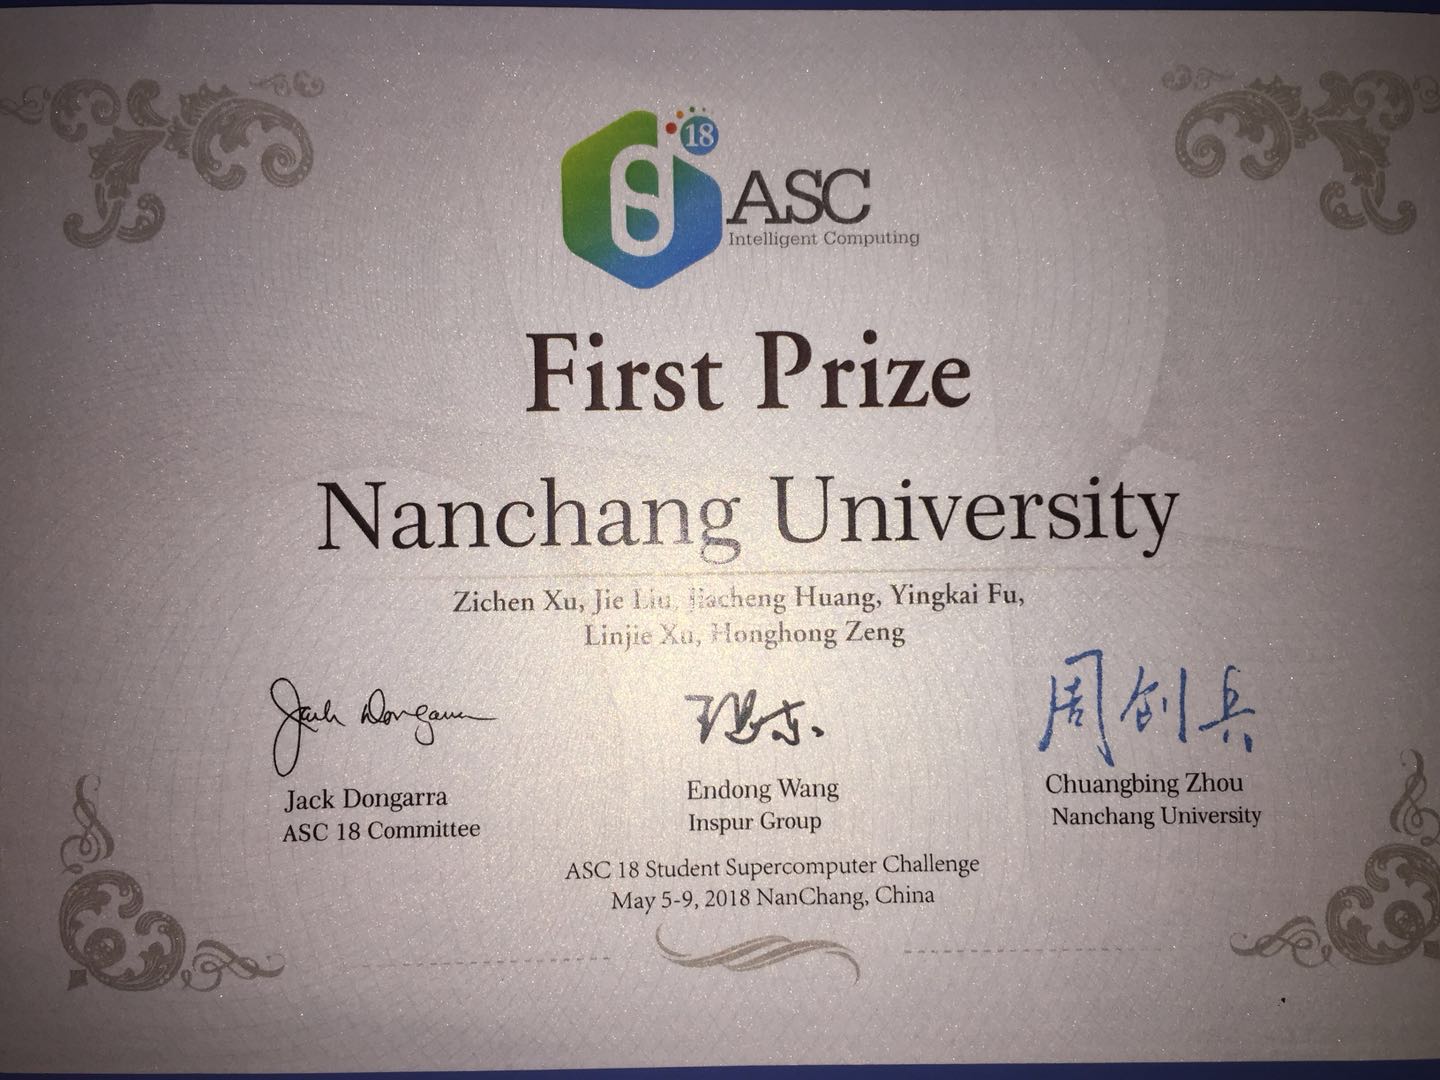 18
ASC
Intelligent Computing
First Prize
Nanchang University
Zichen Xu, Jie Liu, Jiacheng Huang, Yingkai Fu,
Linjie Xu, Honghong Zeng
Jack Dongarra
周创兵
Jack Dongarra
Endong Wang
Chuangbing Zhou
ASC 18 Committee
Inspur Group
Nanchang University
ASC 18 Student Supercomputer Challenge
May 5-9, 2018 NanChang, China